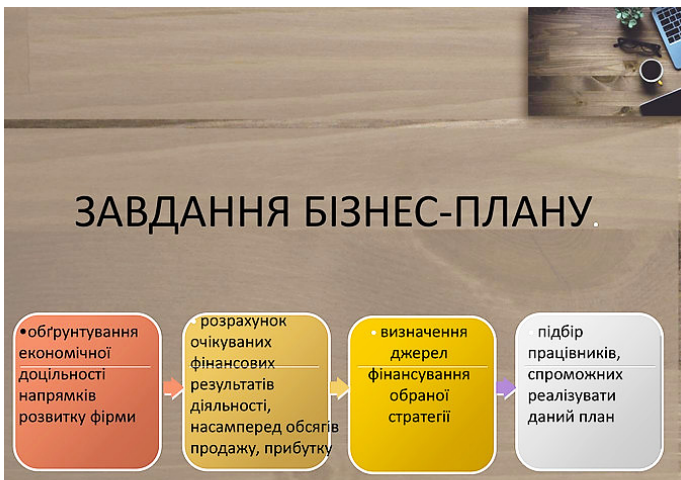 ЗАВДАННЯ БІЗНЕС-ПЛАНУ.
•обґрунтування
економічної
доцільності
напрямків
розвитку фірми
• розрахунок
очікуваних
фінансових
результатів
діяльності,
насамперед обсягів
продажу, прибутку
• визначення
джерел
фінансування
обраної
стратегії
• підбір
працівників,
спроможних
реалізувати
даний план